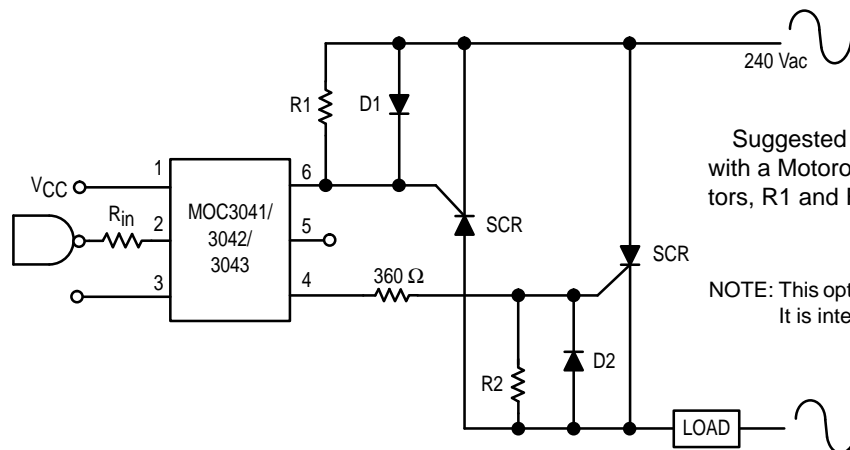 240 Vac
R1
D1
Suggested
with a Motoro
tors, R1 and
1
6
VCC
MOC3041/
3042/
3043
Rin
2
5
SCR
SCR
3
4
360 Ω
NOTE: This opt
It is inte
R2
D2
LOAD